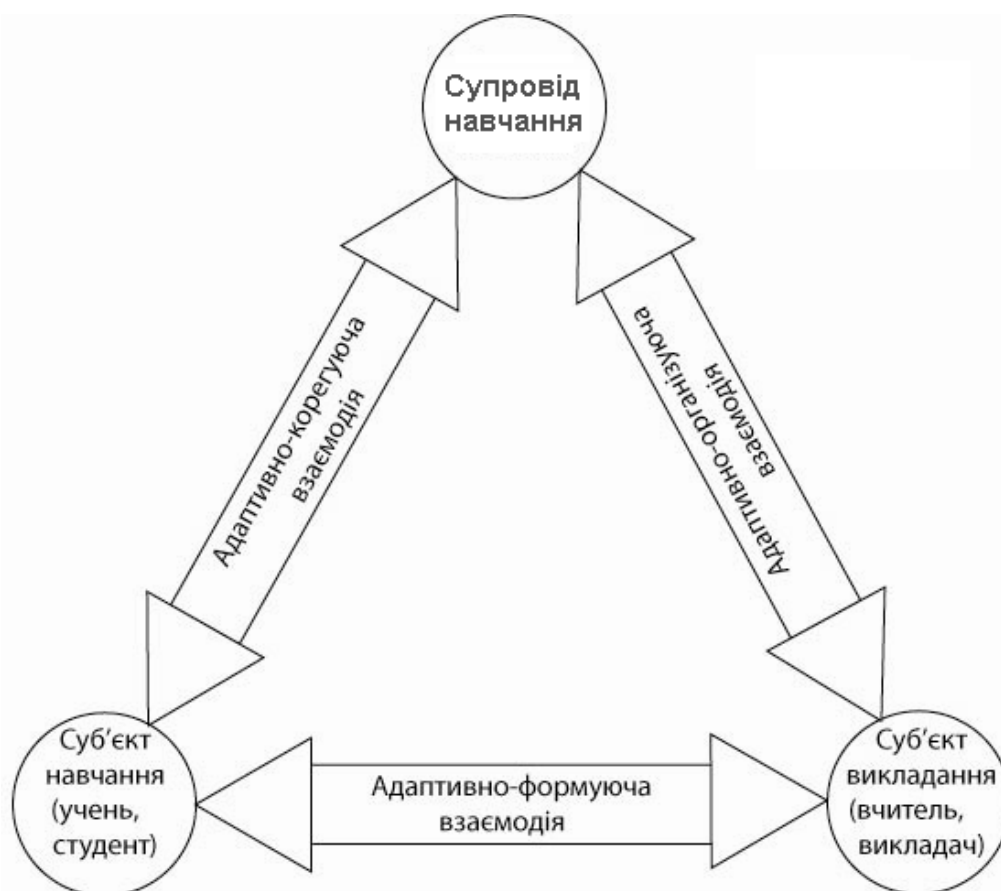 Супровід
навчання
Адаптивно-корегуюча
взаємодія
Адаптивно-організуюча
взаємодія
Суб'єкт
навчання
(учень,
студент)
Адаптивно-формуюча
взаємодія
Суб'єкт
викладання
(вчитель,
викладач)